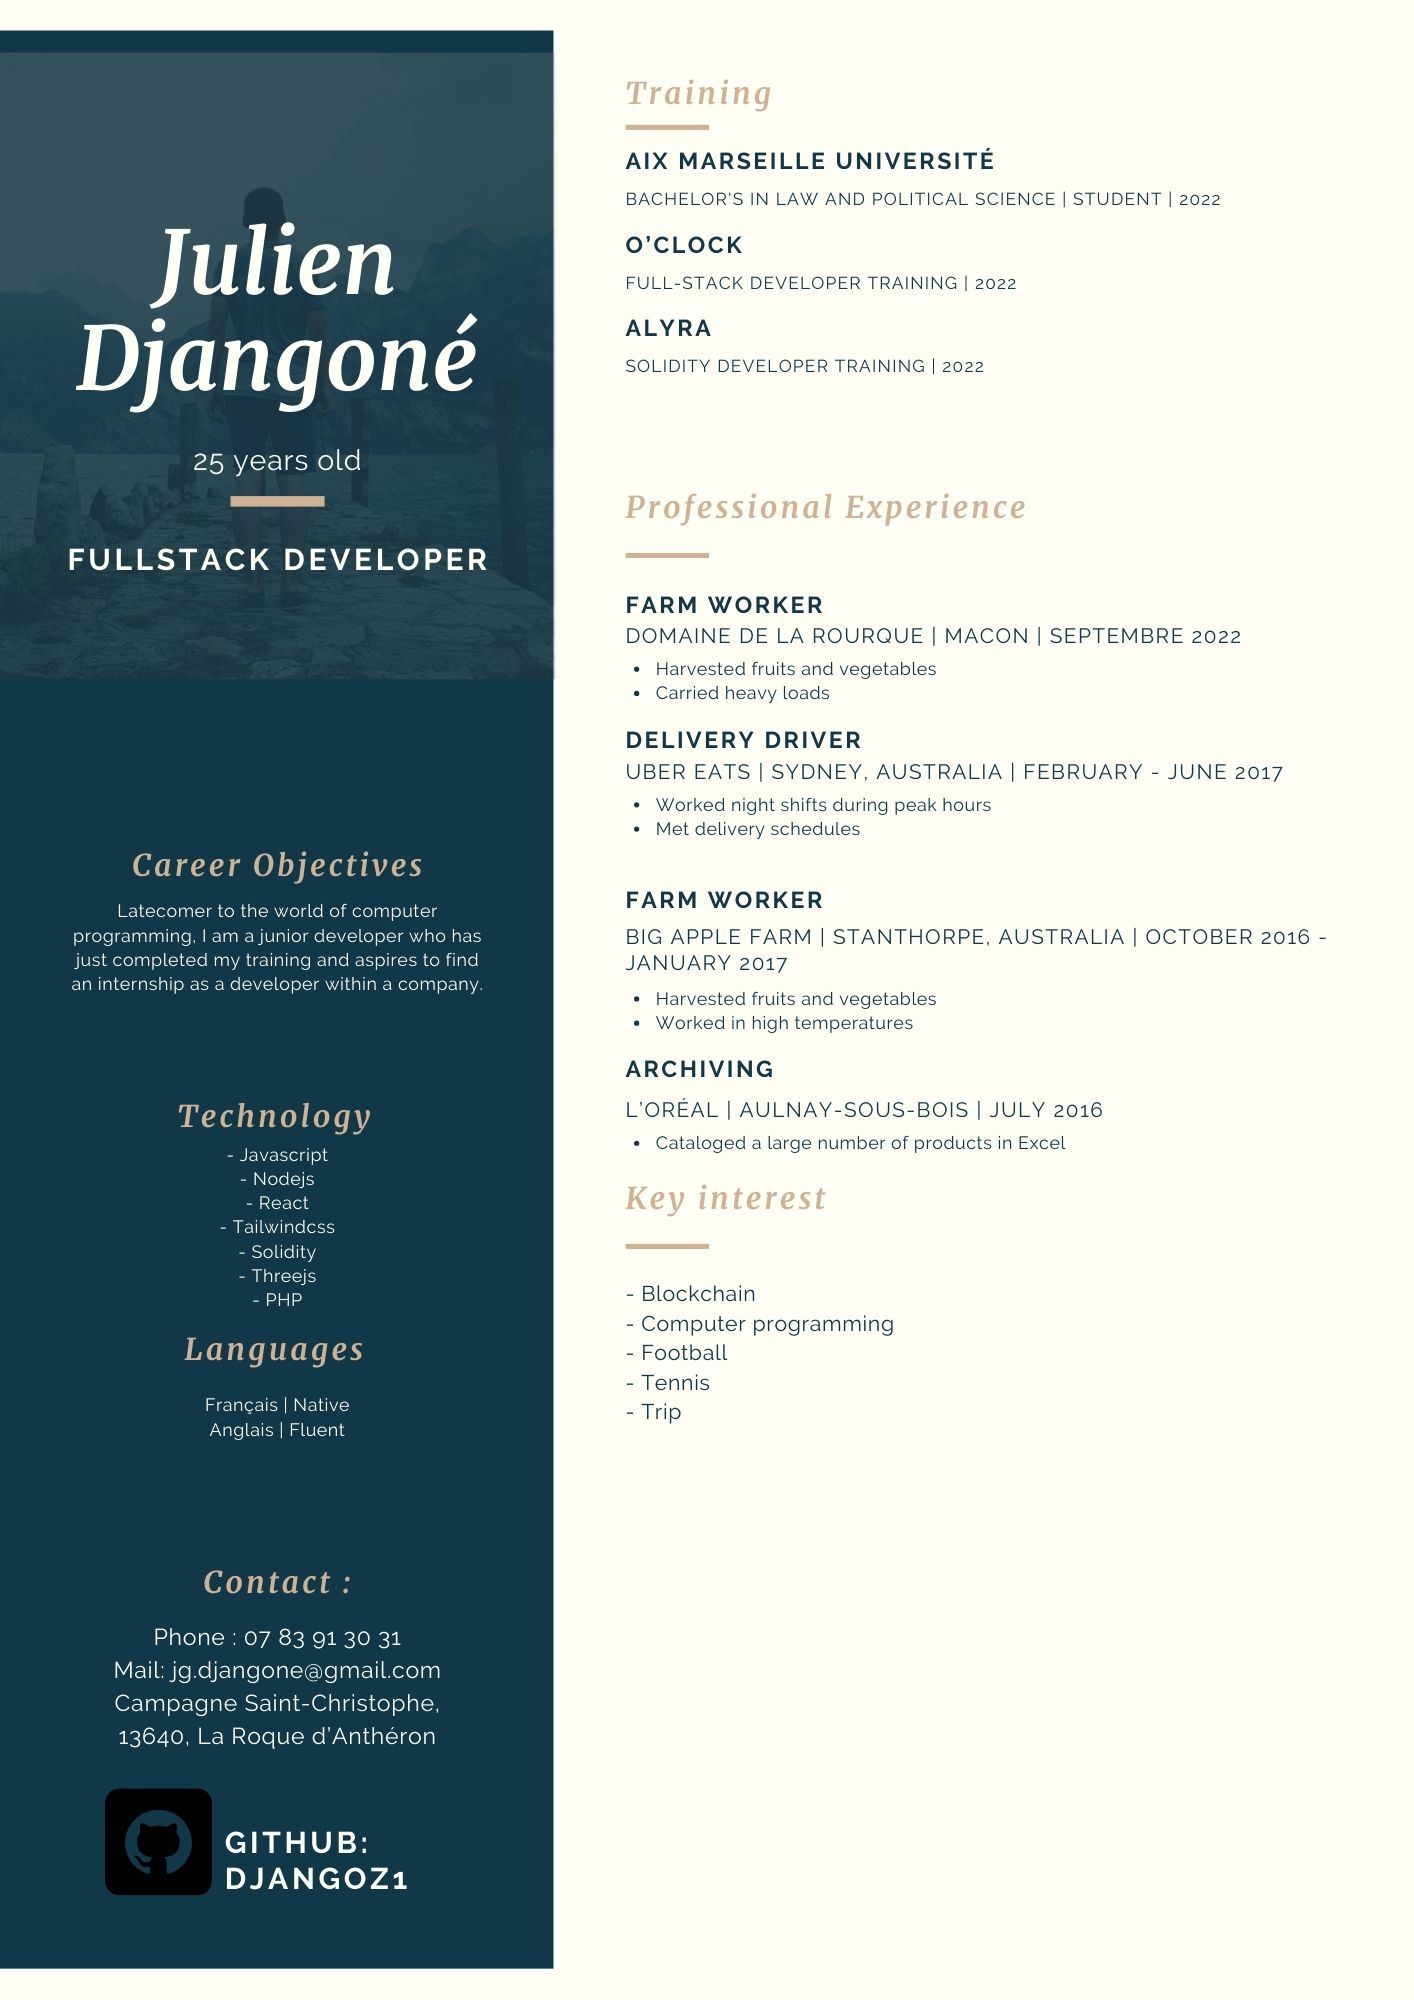 Julien
Djangoné
25 years old
FULLSTACK DEVELOPER
Career Objectives
Latecomer to the world of computer
programming, I am a junior developer who has
just completed my training and aspires to find
an internship as a developer within a company.
Technology
- Javascript
- Nodejs
- React
- Tailwindcss
- Solidity
- Threejs
- PHP
Languages
Français | Native
Anglais | Fluent
Contact :
Phone : 07 83 91 30 31
Mail: jg.djangone@gmail.com
Campagne Saint-Christophe,
13640, La Roque d’Anthéron
GITHUB:
DJANGOZ1
Training
AIX MARSEILLE UNIVERSITÉ
BACHELOR'S IN LAW AND POLITICAL SCIENCE | STUDENT | 2022
O’CLOCK
FULL-STACK DEVELOPER TRAINING | 2022
ALYRA
SOLIDITY DEVELOPER TRAINING | 2022
Professional Experience
FARM WORKER
DOMAINE DE LA ROURQUE | MACON | SEPTEMBRE 2022
• Harvested fruits and vegetables
• Carried heavy loads
DELIVERY DRIVER
UBER EATS | SYDNEY, AUSTRALIA | FEBRUARY - JUNE 2017
• Worked night shifts during peak hours
• Met delivery schedules
FARM WORKER
BIG APPLE FARM | STANTHORPE, AUSTRALIA | OCTOBER 2016 -
JANUARY 2017
• Harvested fruits and vegetables
• Worked in high temperatures
ARCHIVING
L’ORÉAL | AULNAY-SOUS-BOIS | JULY 2016
• Cataloged a large number of products in Excel
Key interest
- Blockchain
- Computer programming
- Football
- Tennis
- Trip